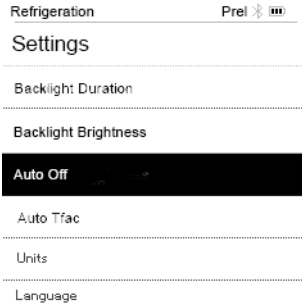 Refrigeration Prel
Settings
Backlight Duration
Backlight Brightness
Auto Off
Auto Tfac
Units
Language